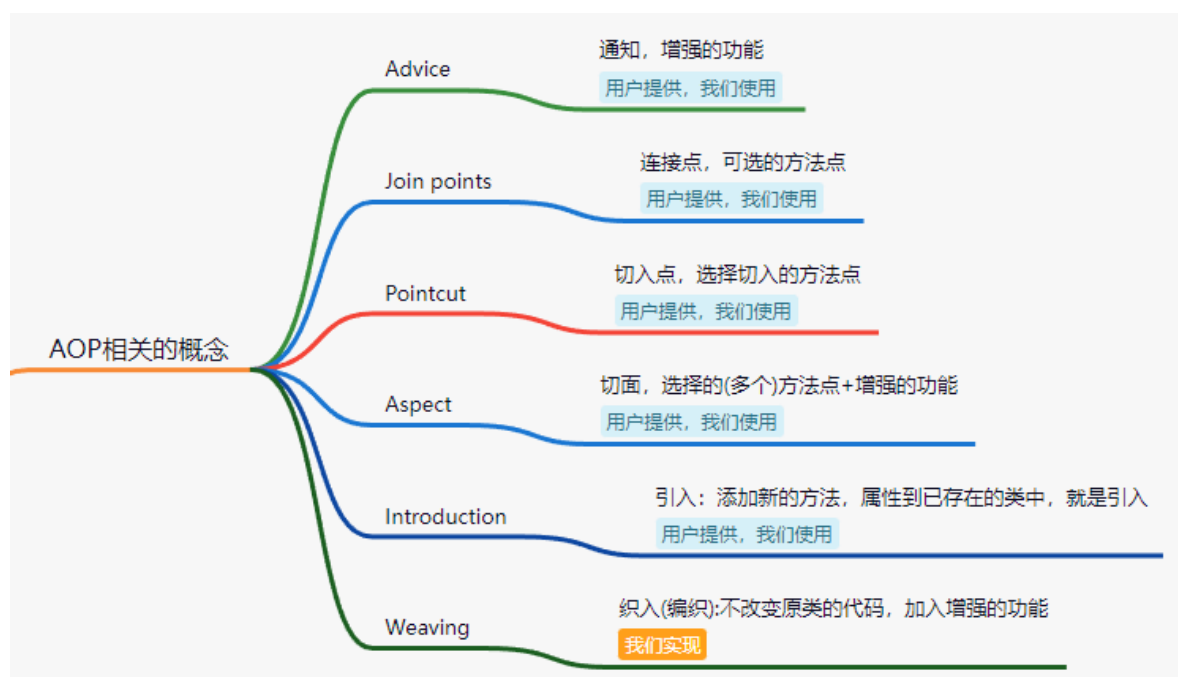 AOP相关的概念
Advice
通知，增强的功能
用户提供，我们使用
Join points
连接点，可选的方法点
用户提供，我们使用
Pointcut
切入点，选择切入的方法点
用户提供，我们使用
Aspect
切面，选择的(多个)方法点+增强的功能
用户提供，我们使用
Introduction
引入：添加新的方法，属性到已存在的类中，就是引入
用户提供，我们使用
Weaving
织入(编织):不改变原类的代码，加入增强的功能
我们实现